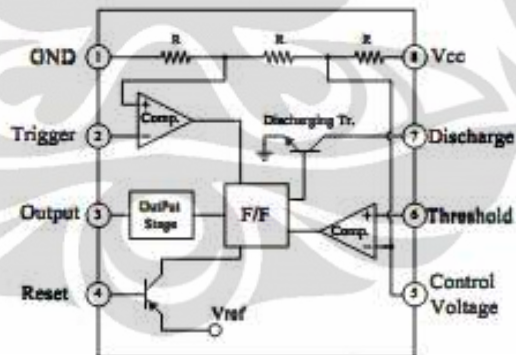 R R R
GND 1 8 Vcc
Comp.
Discharging Tr.
Trigger 2 7 Discharge
Output 3 OutPut Stage F/F Comp. 6 Threshold
Reset 4 5 Control Voltage
Vref
+
−
+
−